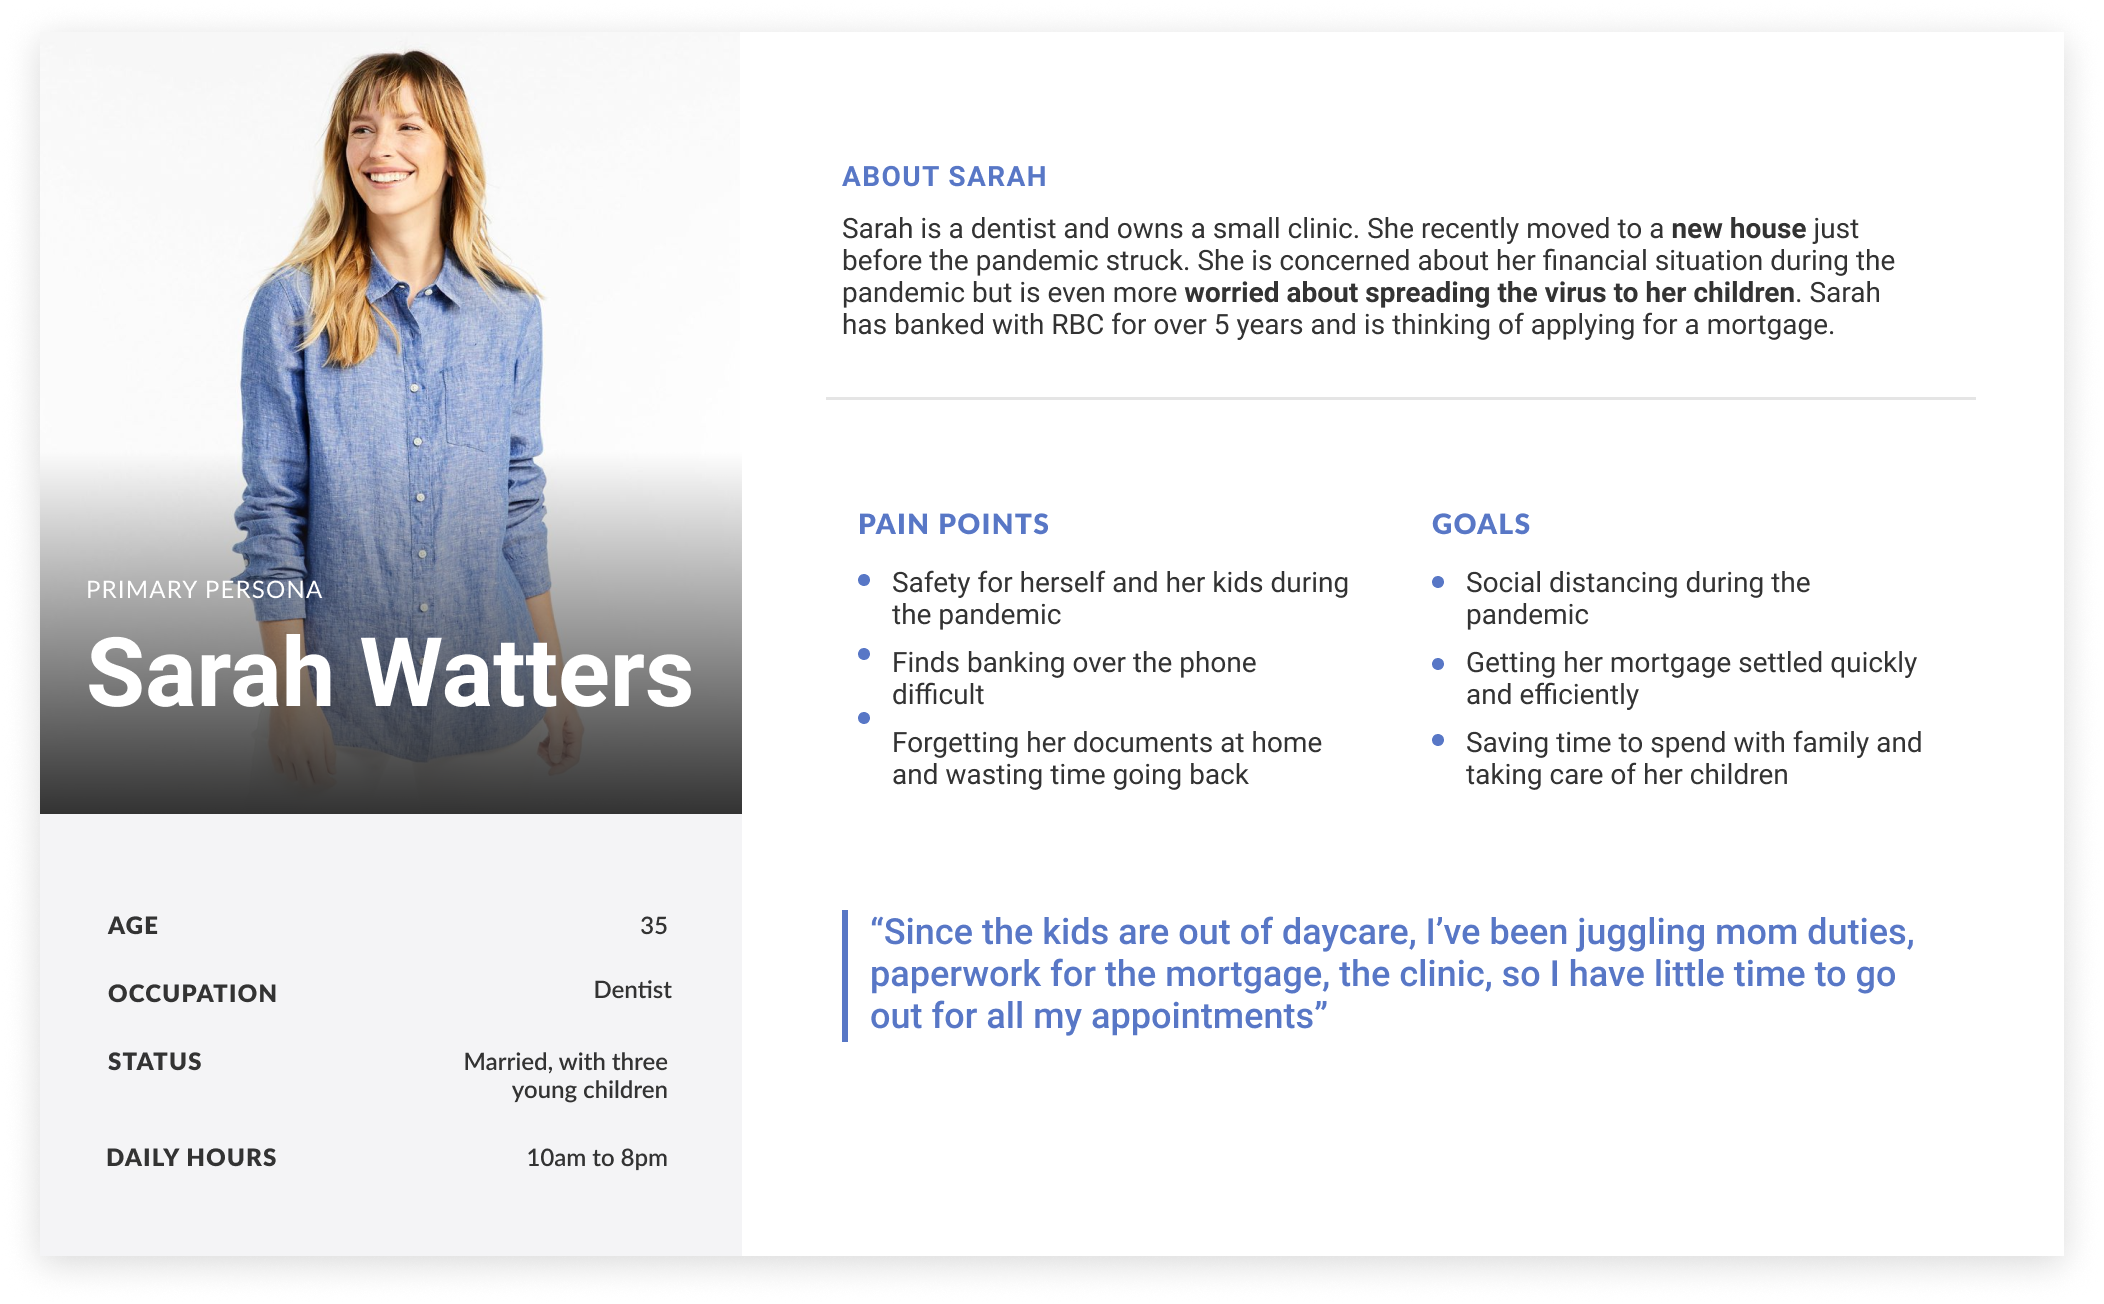 PRIMARY PERSONA
Sarah Watters
AGE 35
OCCUPATION Dentist
STATUS Married, with three
young children
DAILY HOURS 10am to 8pm
ABOUT SARAH
Sarah is a dentist and owns a small clinic. She recently moved to a new house just
before the pandemic struck. She is concerned about her financial situation during the
pandemic but is even more worried about spreading the virus to her children. Sarah
has banked with RBC for over 5 years and is thinking of applying for a mortgage.
PAIN POINTS
Safety for herself and her kids during
the pandemic
Finds banking over the phone
difficult
Forgetting her documents at home
and wasting time going back
GOALS
Social distancing during the
pandemic
Getting her mortgage settled quickly
and efficiently
Saving time to spend with family and
taking care of her children
“Since the kids are out of daycare, I’ve been juggling mom duties,
paperwork for the mortgage, the clinic, so I have little time to go
out for all my appointments”